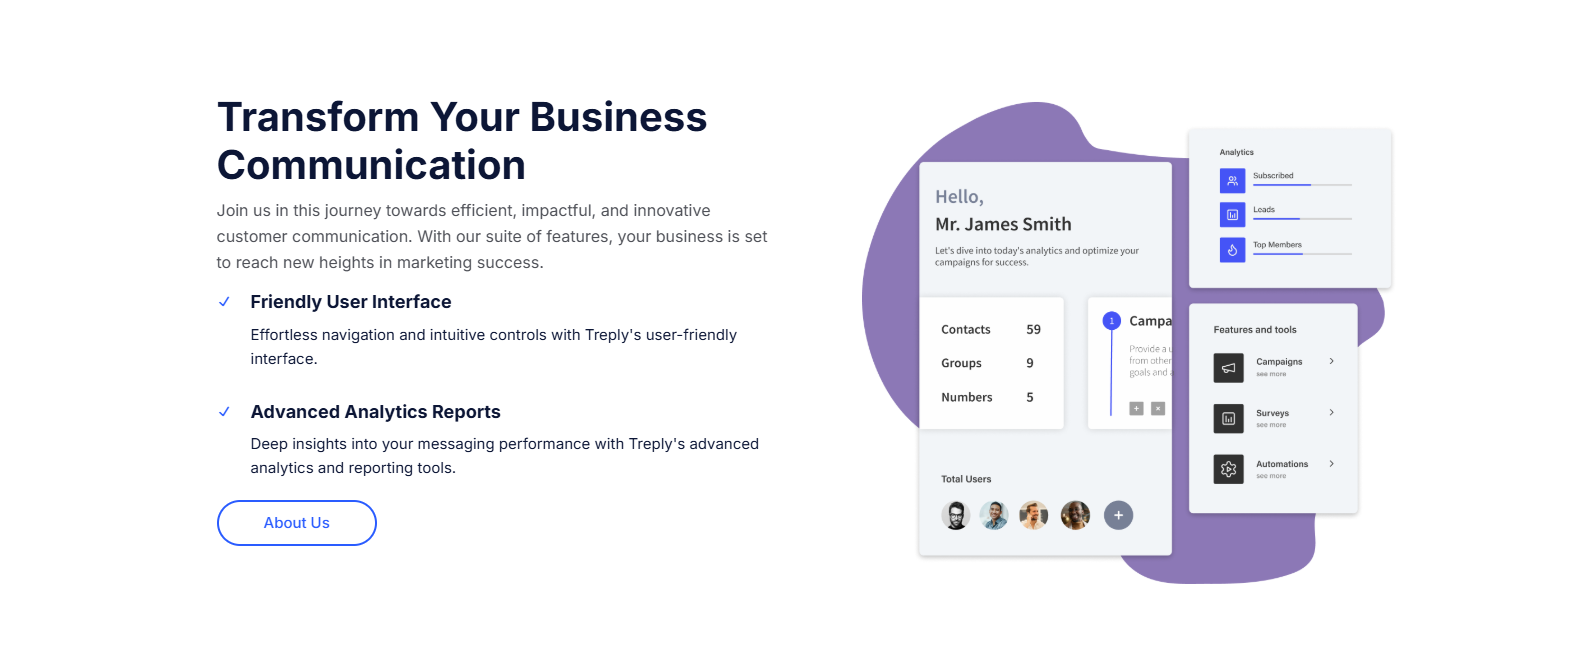 Transform Your Business
Communication
Join us in this journey towards efficient, impactful, and innovative
customer communication. With our suite of features, your business is set
to reach new heights in marketing success.
Friendly User Interface
Effortless navigation and intuitive controls with Treply's user-friendly
interface.
Advanced Analytics Reports
Deep insights into your messaging performance with Treply's advanced
analytics and reporting tools.
About Us
Hello,
Mr. James Smith
Let's dive into today's analytics and optimize your
campaigns for success.
Contacts 59
Groups 9
Numbers 5
1 Campa
Provide a u
from other
goals and a
Total Users
Analytics
Subscribed
Leads
Top Members
Features and tools
Campaigns
see more
Surveys
see more
Automations
see more